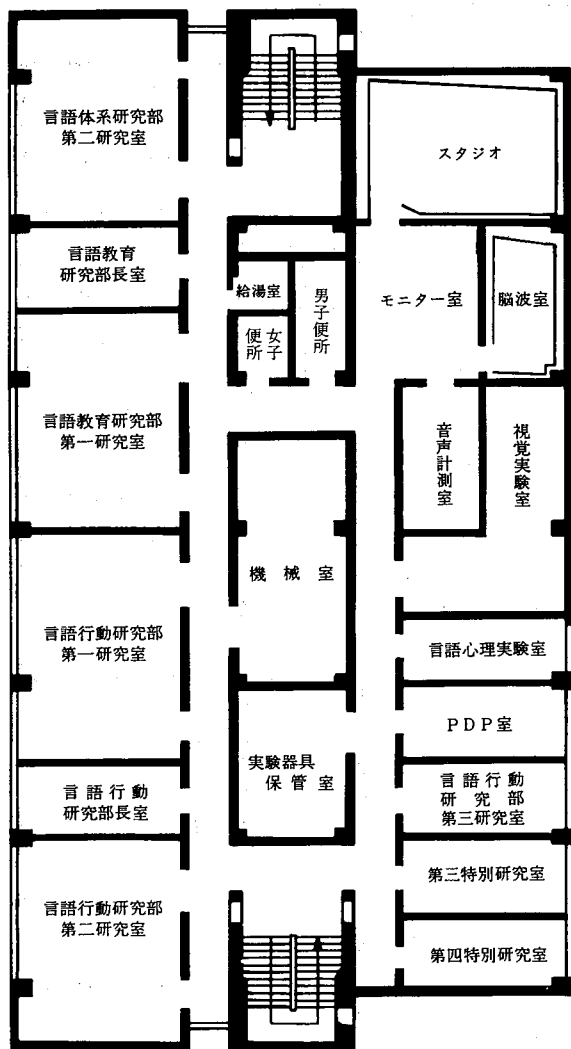 言語体系研究部
第二研究室
スタジオ
言語教育
研究部長室
給湯室
男子便所
女子
便所
モニター室
脳波室
言語教育研究部
第一研究室
音声計測室
視覚実験室
機械室
言語行動研究部
第一研究室
言語心理実験室
PDP室
実験器具
保管室
言語行動
研究部長室
言語行動
研究部
第三研究室
第三特別研究室
言語行動研究部
第二研究室
第四特別研究室